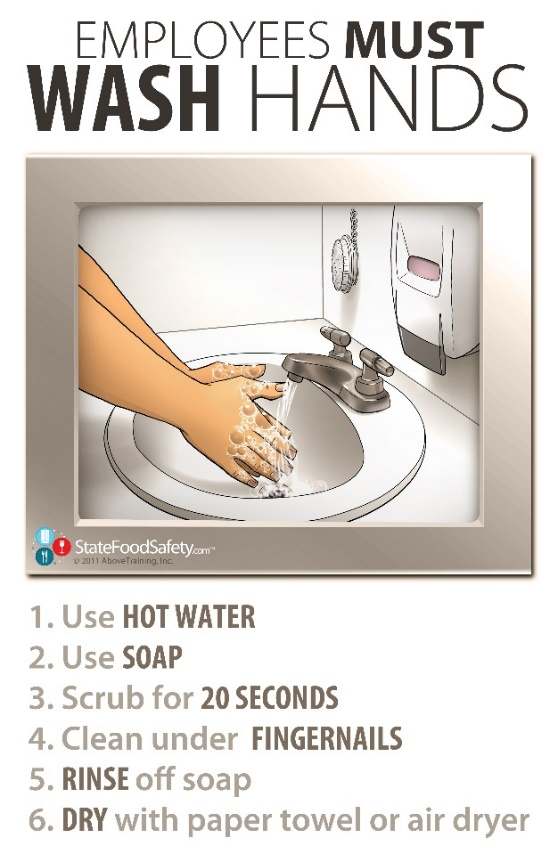 EMPLOYEES MUST
WASH HANDS
StateFoodSafety.com™
© 2011 AboveTraining, Inc.
1. Use HOT WATER
2. Use SOAP
3. Scrub for 20 SECONDS
4. Clean under FINGERNAILS
5. RINSE off soap
6. DRY with paper towel or air dryer